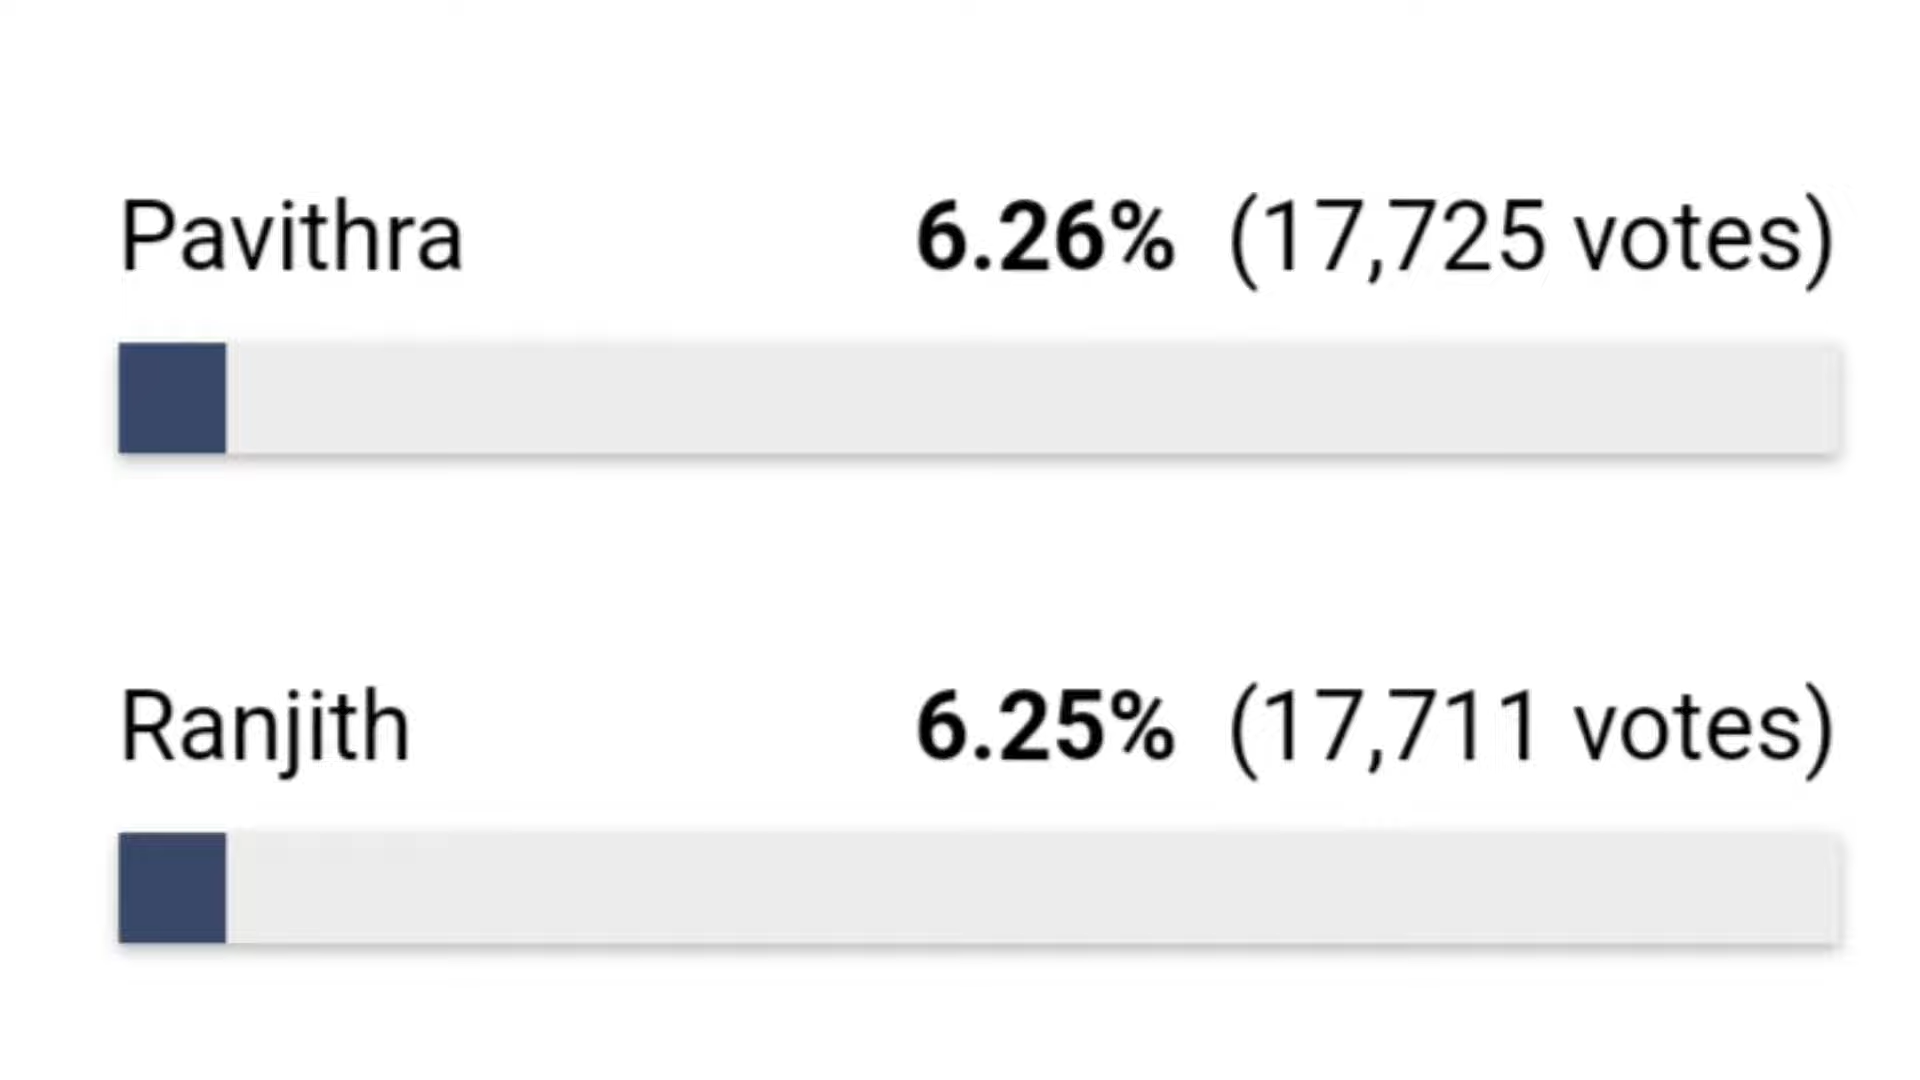 Pavithra 6.26% (17,725 votes)
Ranjith 6.25% (17,711 votes)